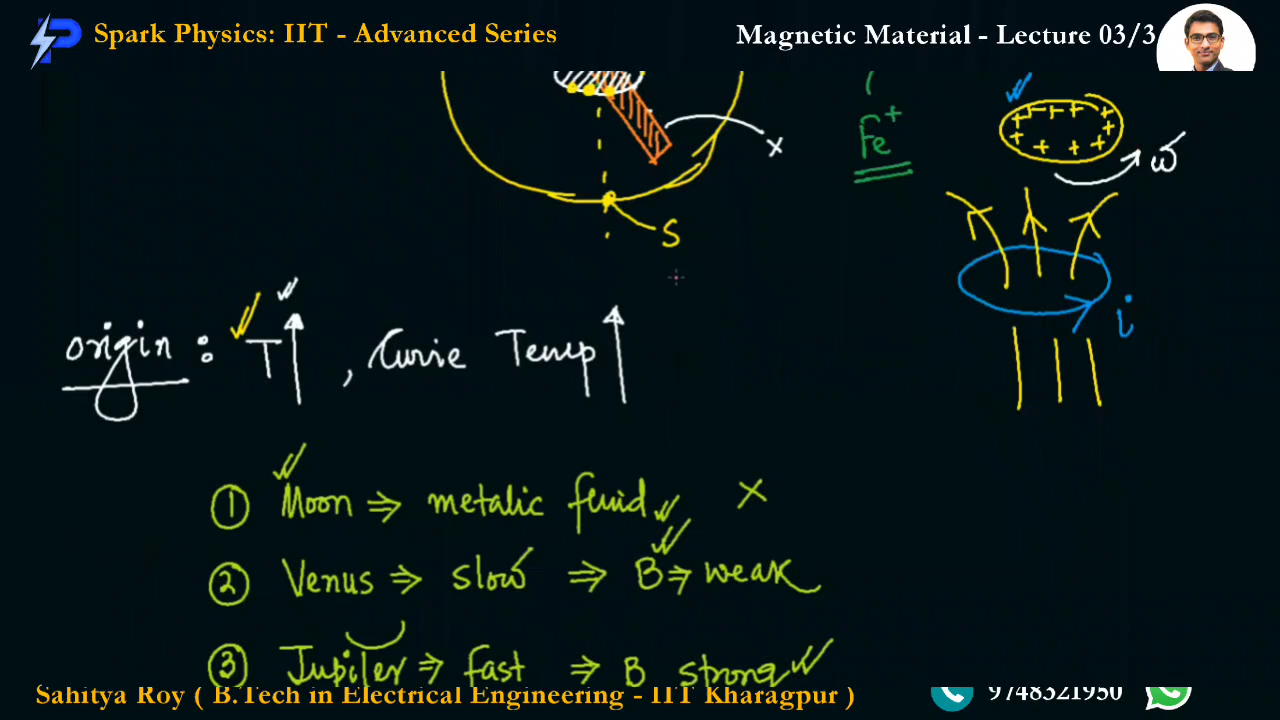 Spark Physics: IIT - Advanced Series
Magnetic Material - Lecture 03/3
Fe+
x
S
ω
i
origin : T↑ , Curie Temp↑
① Moon ⇒ metalic fluid ✓ ×
② Venus ⇒ slow ⇒ B ⇒ weak
③ Jupiter ⇒ fast ⇒ B strong ✓
Sahitya Roy ( B.Tech in Electrical Engineering - IIT Kharagpur )
9748321950